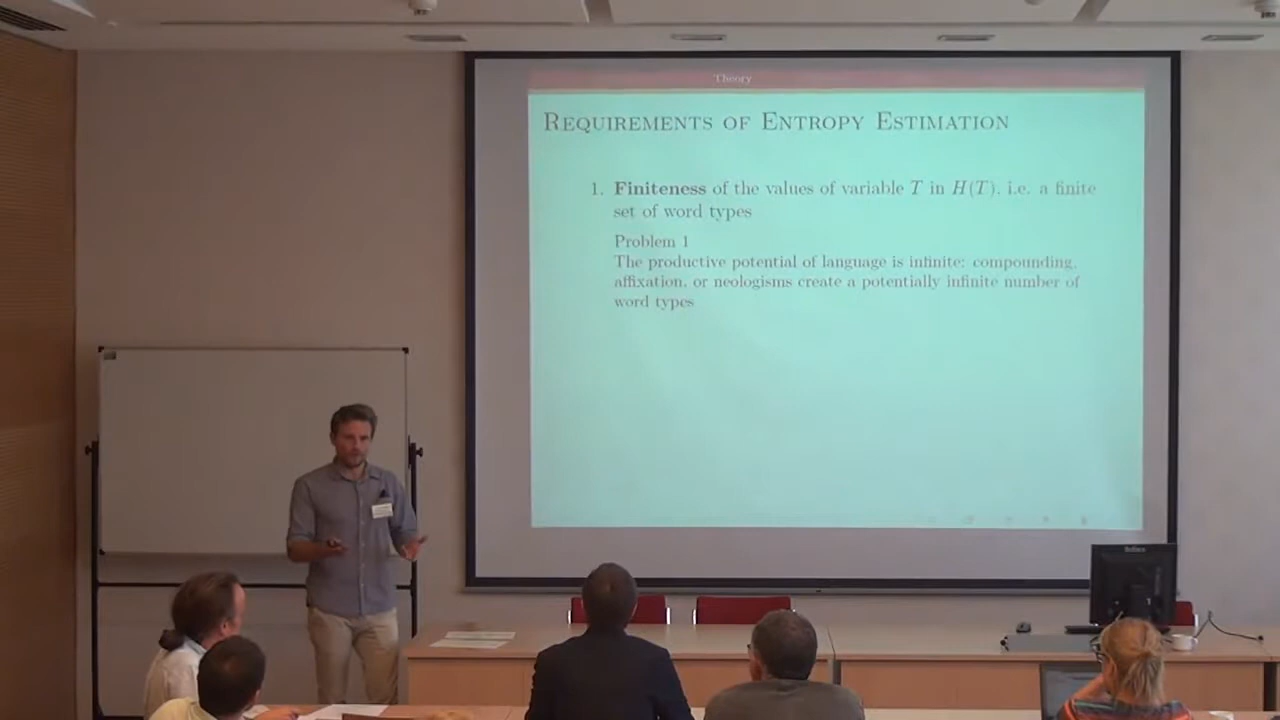 Theory
Requirements of Entropy Estimation
1. Finiteness of the values of variable T in H(T), i.e. a finite
set of word types
Problem 1
The productive potential of language is infinite: compounding,
affixation, or neologisms create a potentially infinite number of
word types